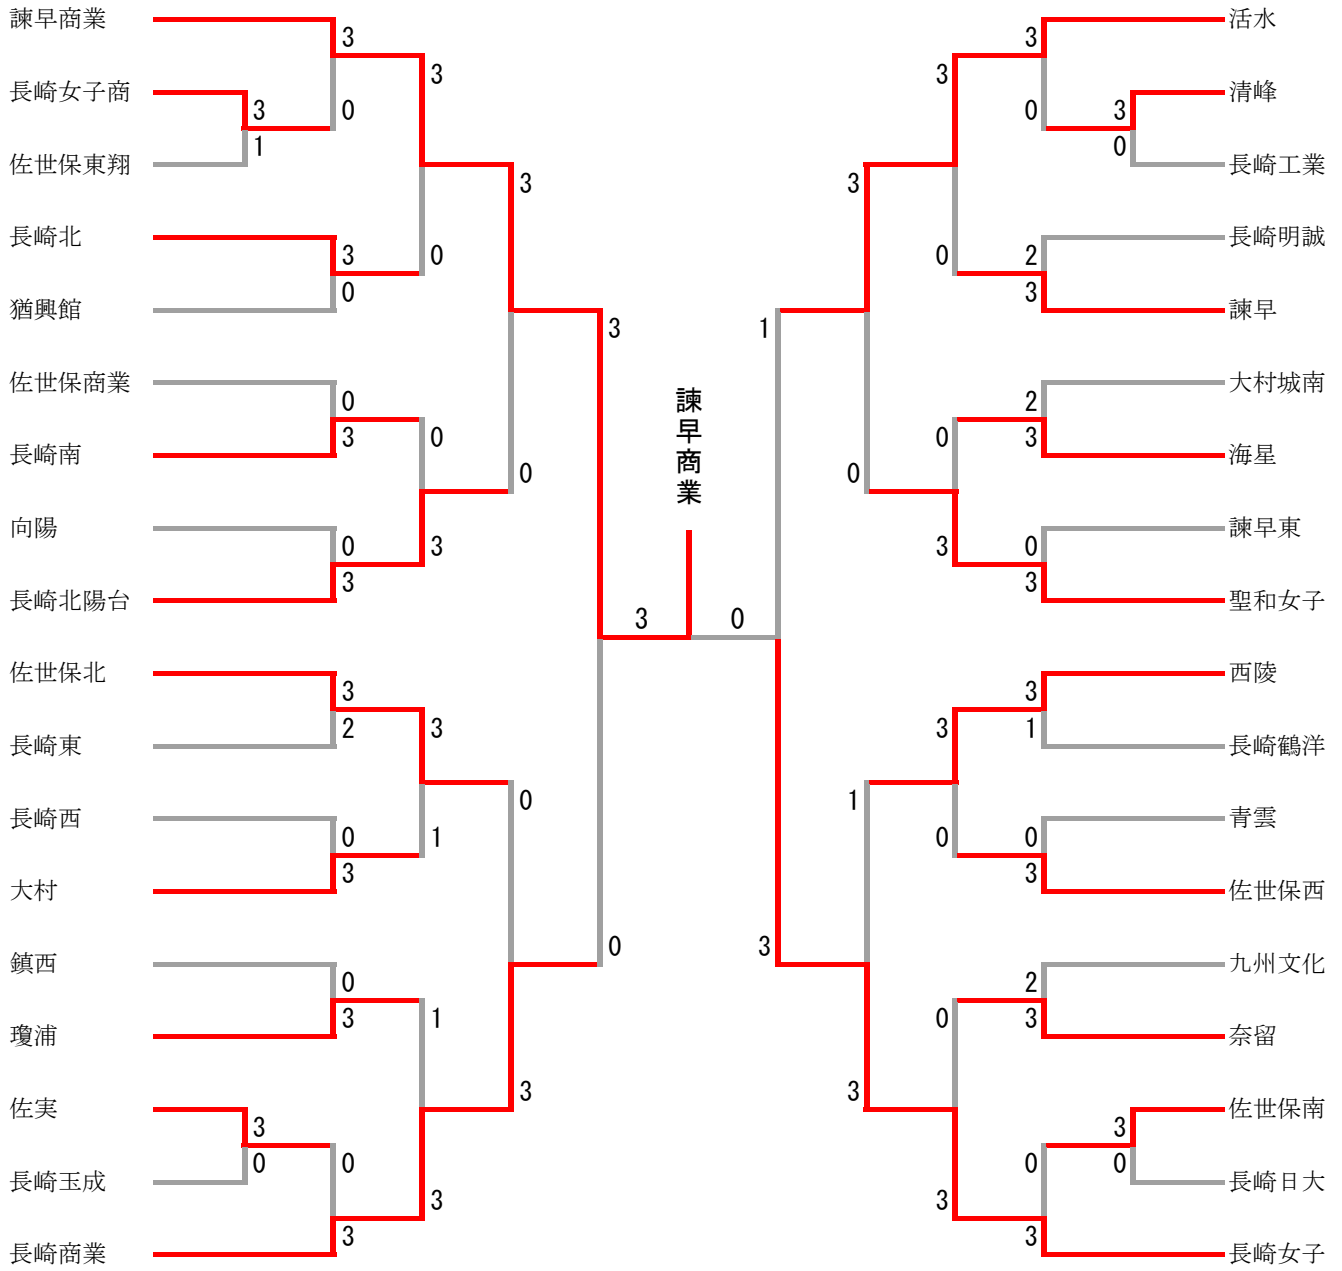 諫早商業
3
長崎女子商
3
0
3
佐世保東翔
1
3
長崎北
3
0
猶興館
0
3
佐世保商業
0
長崎南
3
0
0
向陽
0
3
長崎北陽台
3
佐世保北
3
長崎東
2
3
長崎西
0
1
0
大村
3
鎮西
0
0
瓊浦
3
1
佐実
3
3
長崎玉成
0
0
3
長崎商業
3
諫早商業
3
0
活水
3
清峰
3
0
3
長崎工業
0
3
長崎明誠
2
0
諫早
3
1
大村城南
2
海星
3
0
0
諫早東
0
3
聖和女子
3
西陵
3
長崎鶴洋
1
3
青雲
0
0
1
佐世保西
3
九州文化
2
3
奈留
3
0
佐世保南
3
3
長崎日大
0
0
3
長崎女子
3